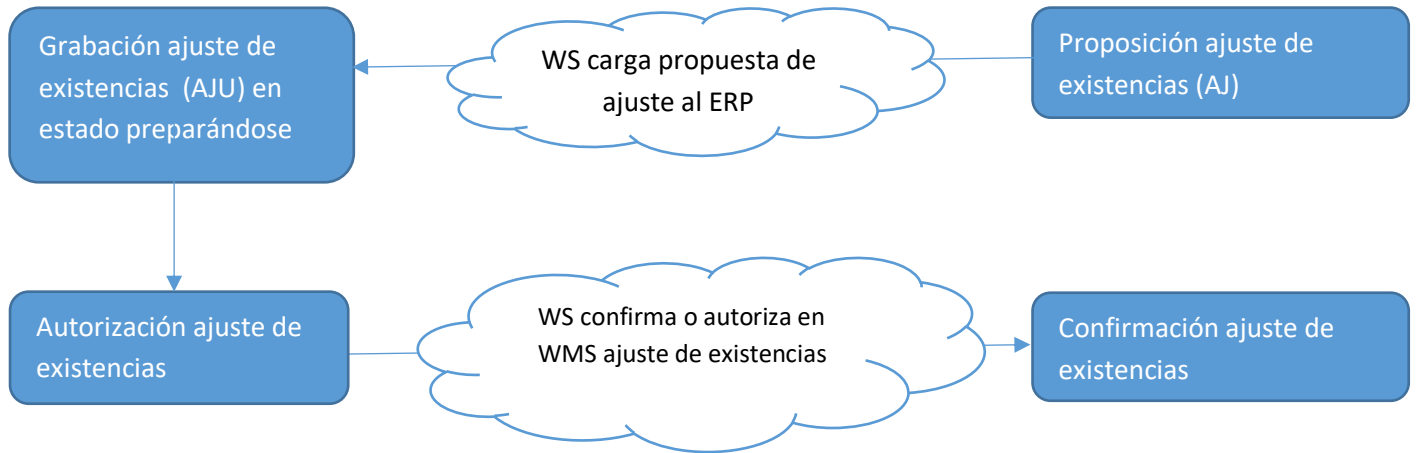 Grabación ajuste de
existencias (AJU) en
estado preparándose
WS carga propuesta de
ajuste al ERP
Proposición ajuste de
existencias (AJ)
Autorización ajuste de
existencias
WS confirma o autoriza en
WMS ajuste de existencias
Confirmación ajuste de
existencias